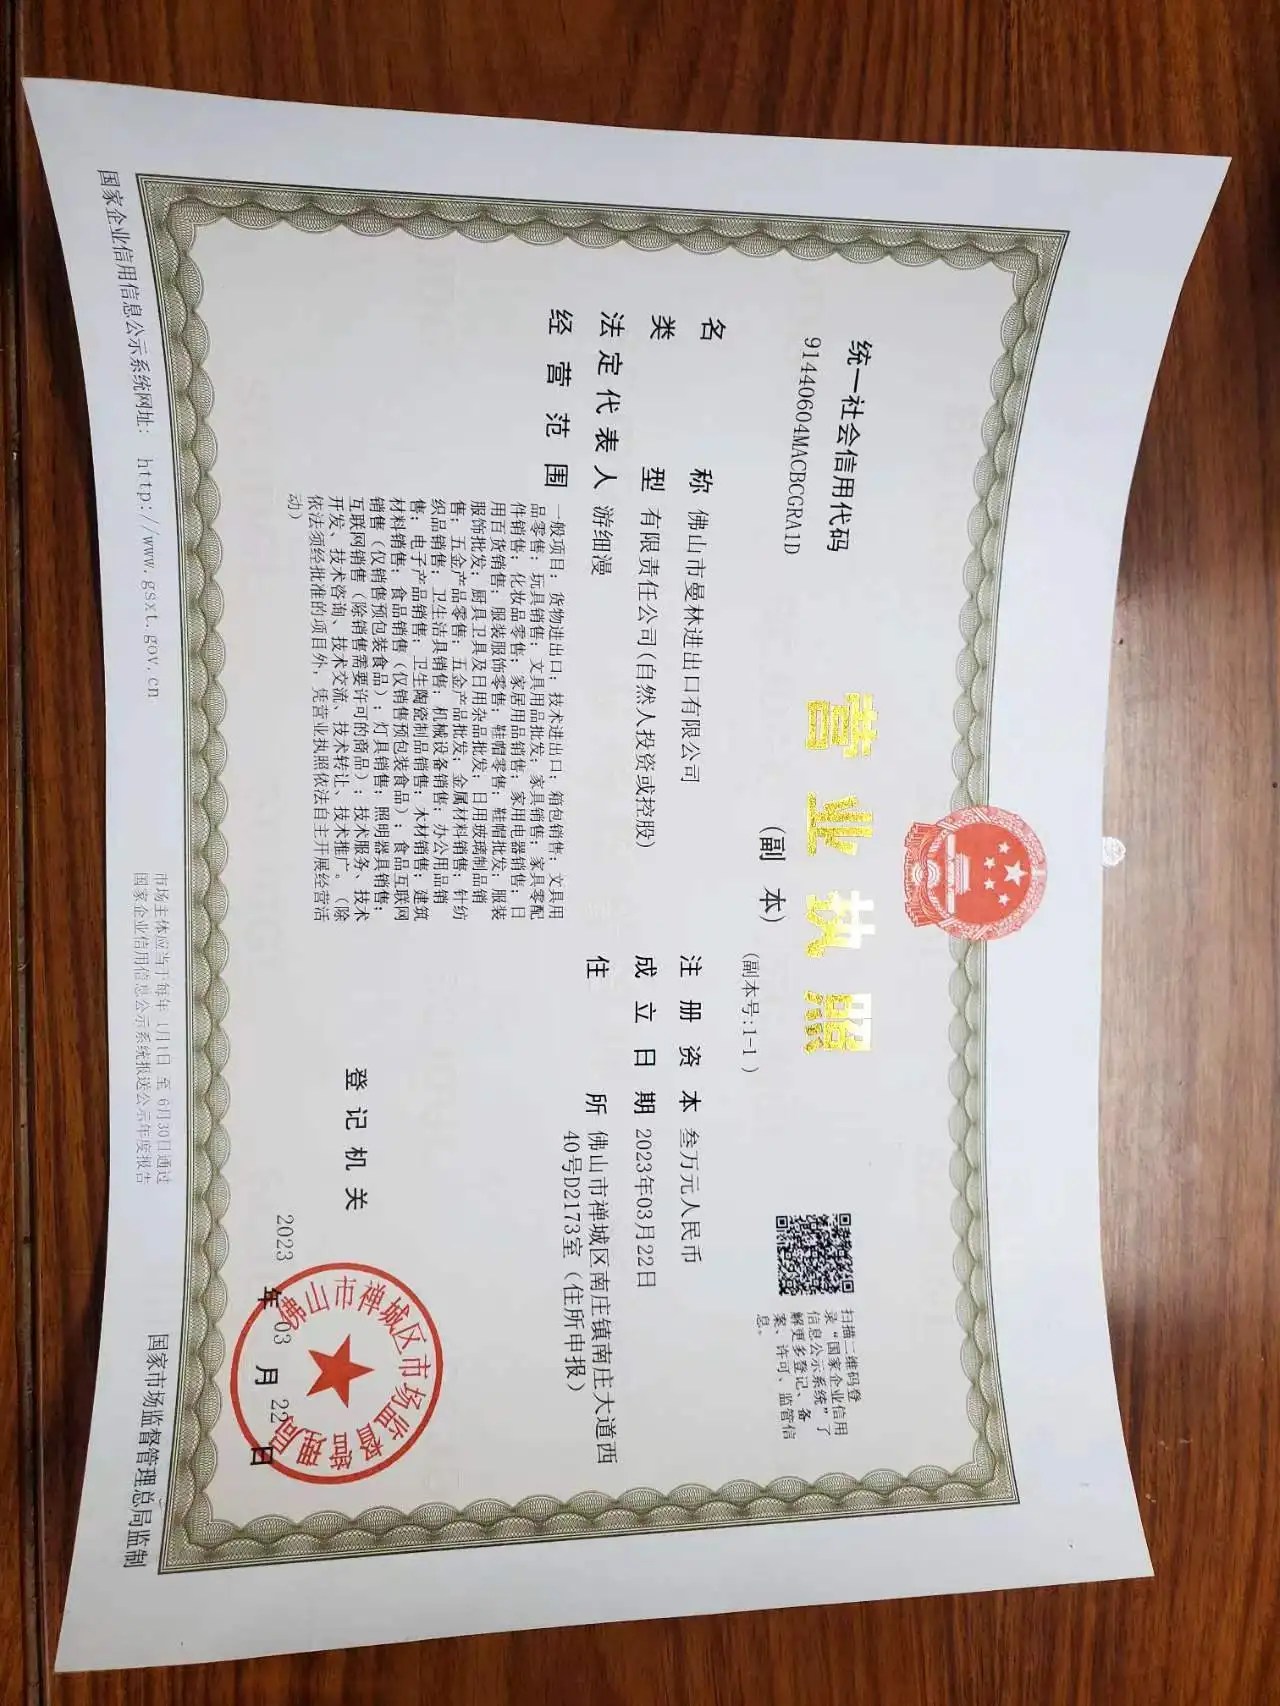 统一社会信用代码
91440604MACBCGRA1D
营业执照
(副本)
(副本号:1-1)
扫描二维码登
录“国家企业信用
信息公示系统”了
解更多登记、备
案、许可、监管信
息。
名称 佛山市曼林进出口有限公司
类型 有限责任公司(自然人投资或控股)
法定代表人 游细漫
经营范围 一般项目：货物进出口；技术进出口；箱包销售；文具用
品零售；玩具销售；文具用品批发；家具销售；家具零配
件销售；化妆品零售；家居用品销售；家用电器销售；日
用百货销售；服装服饰零售；鞋帽零售；鞋帽批发；服装
服饰批发；厨具卫具及日用杂品批发；日用玻璃制品销
售；五金产品零售；五金产品批发；金属材料销售；针纺
织品销售；卫生洁具销售；机械设备销售；办公用品销
售；电子产品销售；卫生陶瓷制品销售；木材销售；建筑
材料销售；食品销售（仅销售预包装食品）；食品互联网
销售（仅销售预包装食品）；灯具销售；照明器具销售；
互联网销售（除销售需要许可的商品）；技术服务、技术
开发、技术咨询、技术交流、技术转让、技术推广。（除
依法须经批准的项目外，凭营业执照依法自主开展经营活
动）
注册资本 叁万元人民币
成立日期 2023年03月22日
住所 佛山市禅城区南庄镇南庄大道西
40号D2173室（住所申报）
登记机关
佛山市禅城区市场监督管理局
2023年03月22日
国家企业信用信息公示系统网址： http://www.gsxt.gov.cn
市场主体应当于每年 1月1日 至 6月30日通过
国家企业信用信息公示系统报送公示年度报告
国家市场监督管理总局监制